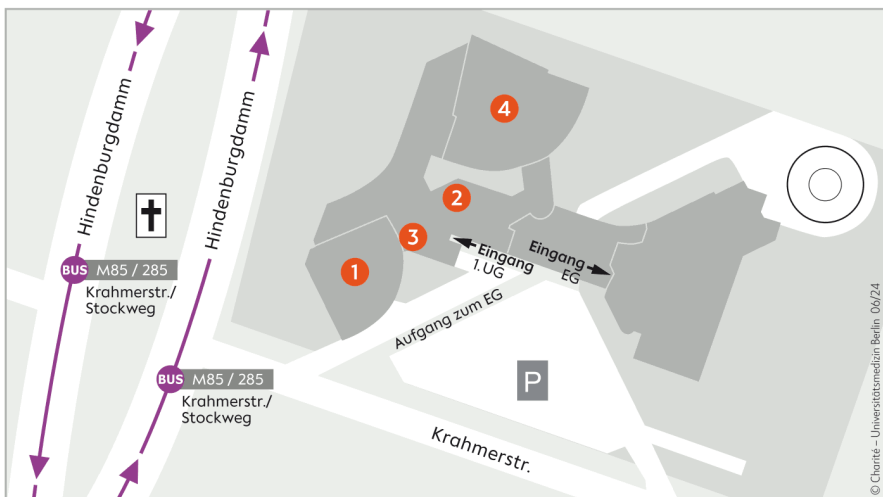 Hindenburgdamm
Hindenburgdamm
4
2
3
1
Eingang
1.UG
Eingang
EG
Aufgang zum EG
BUS M85 / 285
Krahmerstr./
Stockweg
BUS M85 / 285
Krahmerstr./
Stockweg
P
Krahmerstr.
© Charité – Universitätsmedizin Berlin 06/24